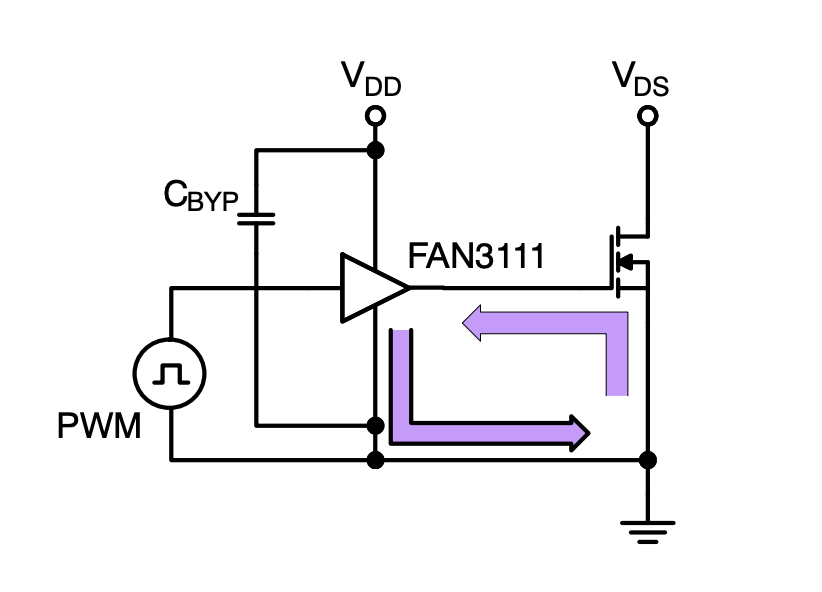 VDD
VDS
CBYP
FAN3111
PWM